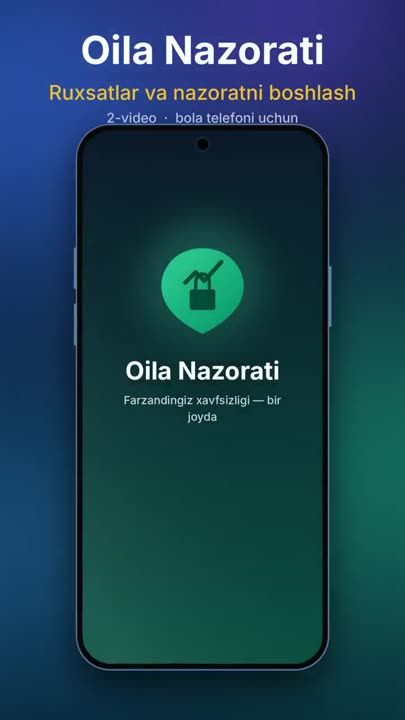 Oila Nazorati
Ruxsatlar va nazoratni boshlash
2-video · bola telefoni uchun
Oila Nazorati
Farzandingiz xavfsizligi — bir
joyda